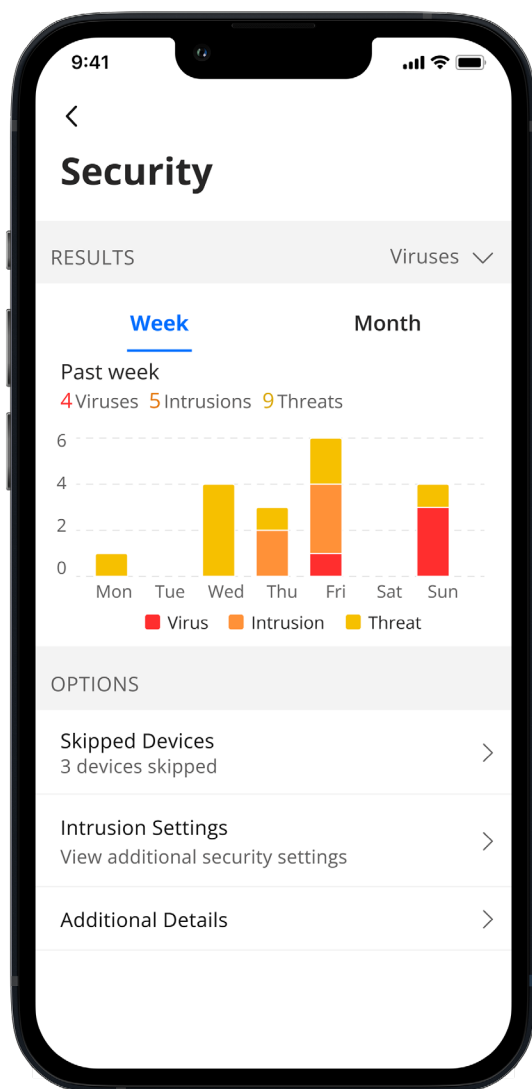 9:41
Security
RESULTS Viruses
Week Month
Past week
4 Viruses 5 Intrusions 9 Threats
6
4
2
0
Mon Tue Wed Thu Fri Sat Sun
Virus Intrusion Threat
OPTIONS
Skipped Devices
3 devices skipped
Intrusion Settings
View additional security settings
Additional Details